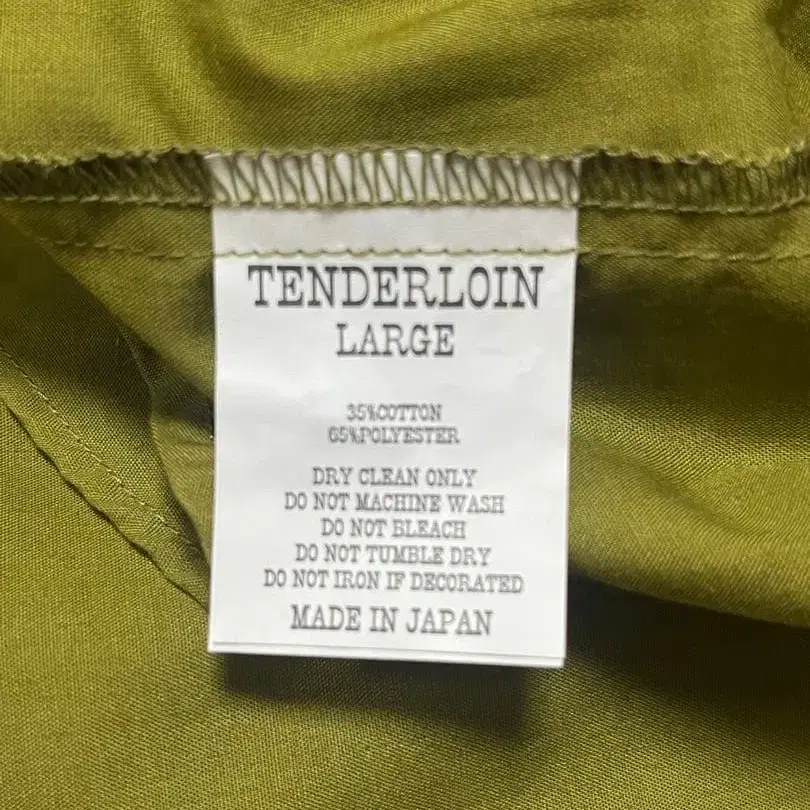 TENDERLOIN
LARGE
35%COTTON
65%POLYESTER
DRY CLEAN ONLY
DO NOT MACHINE WASH
DO NOT BLEACH
DO NOT TUMBLE DRY
DO NOT IRON IF DECORATED
MADE IN JAPAN